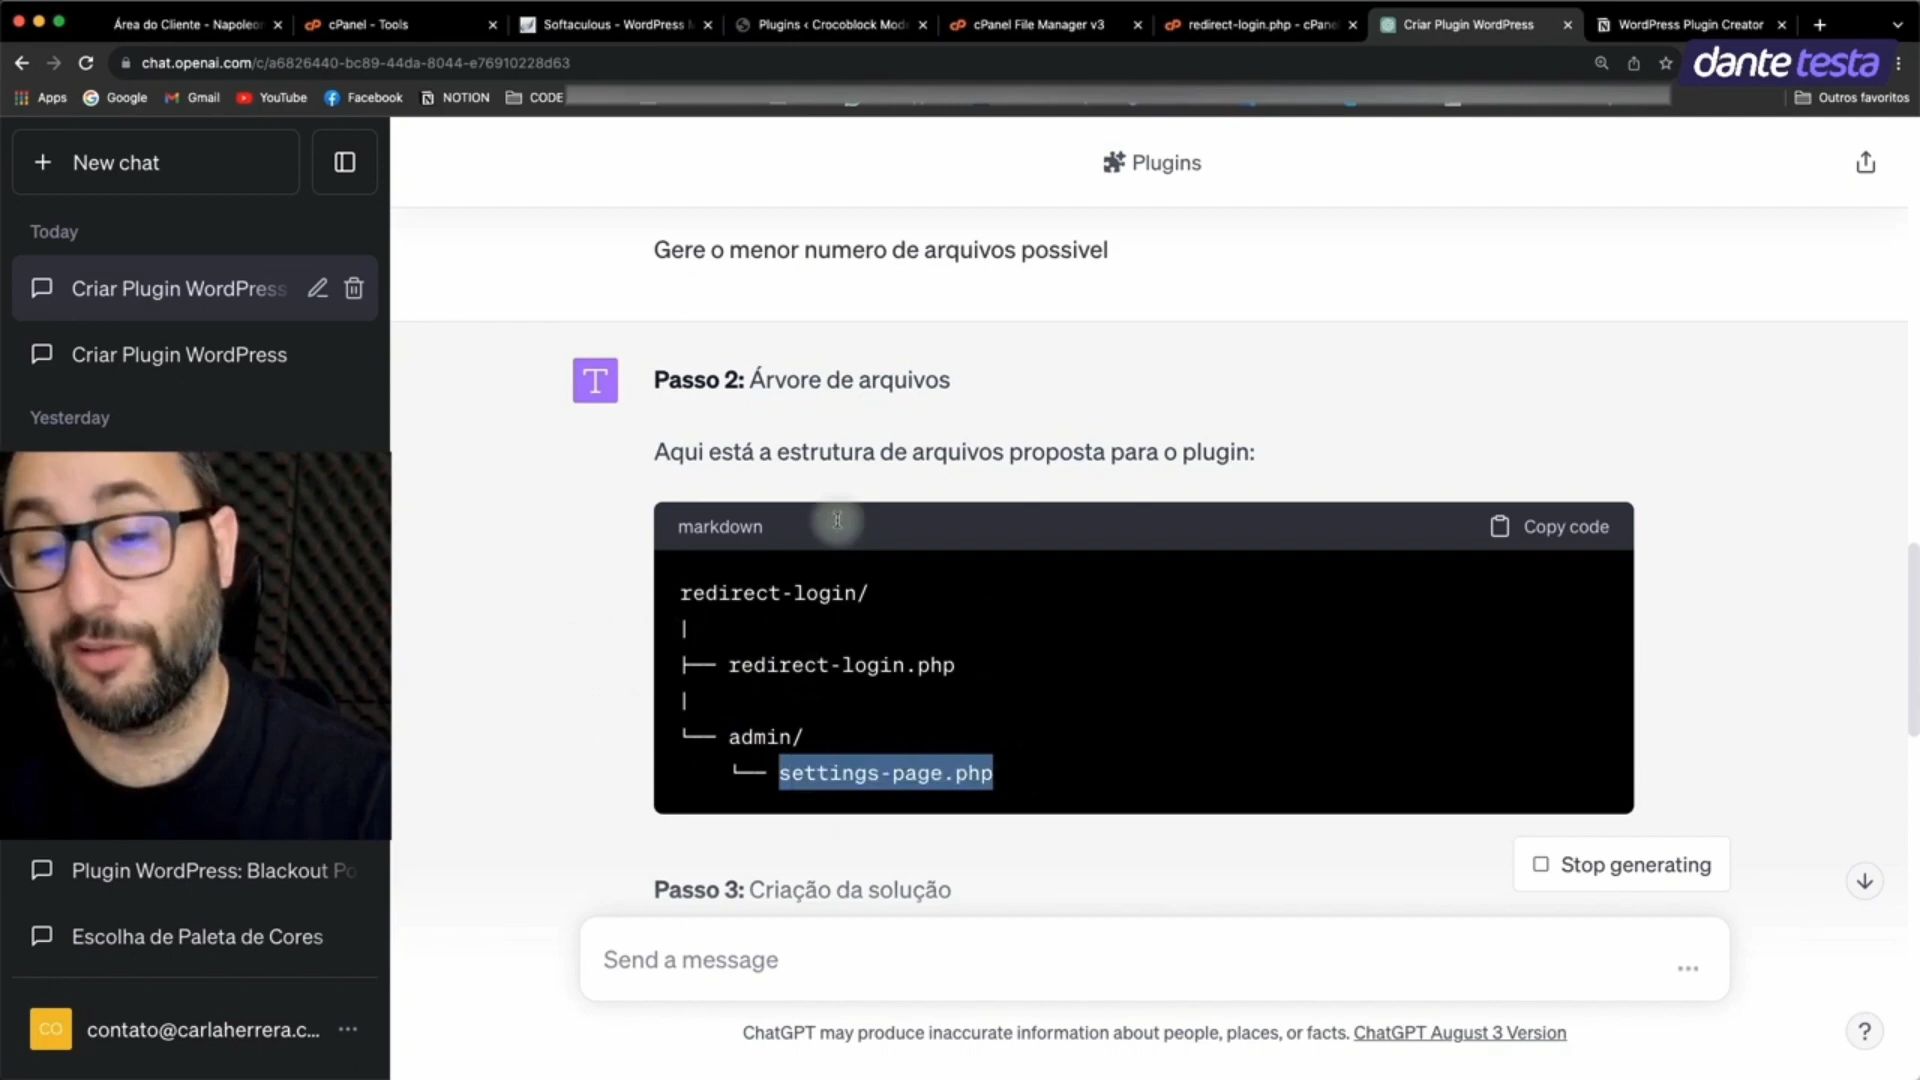 Área do Cliente - Napoleon
cPanel - Tools
Softaculous - WordPress M
Plugins ‹ Crocoblock Mode
cPanel File Manager v3
redirect-login.php - cPane
Criar Plugin WordPress
WordPress Plugin Creator
chat.openai.com/c/a6826440-bc89-44da-8044-e76910228d63
dante testa
Apps
Google
Gmail
YouTube
Facebook
NOTION
CODE
Outros favoritos
New chat
Plugins
Today
Gere o menor numero de arquivos possivel
Criar Plugin WordPress
Criar Plugin WordPress
Yesterday
T
Passo 2: Árvore de arquivos
Aqui está a estrutura de arquivos proposta para o plugin:
markdown
Copy code
redirect-login/
|
├── redirect-login.php
|
└── admin/
└── settings-page.php
Stop generating
Plugin WordPress: Blackout Po
Passo 3: Criação da solução
Escolha de Paleta de Cores
Send a message
CO
contato@carlaherrera.c...
ChatGPT may produce inaccurate information about people, places, or facts. ChatGPT August 3 Version
?